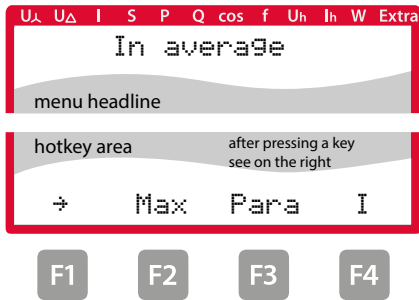 U⅄ U△ I S P Q cos f Uh Ih W Extra
In average
menu headline
hotkey area
after pressing a key
see on the right
→ Max Para I
F1 F2 F3 F4